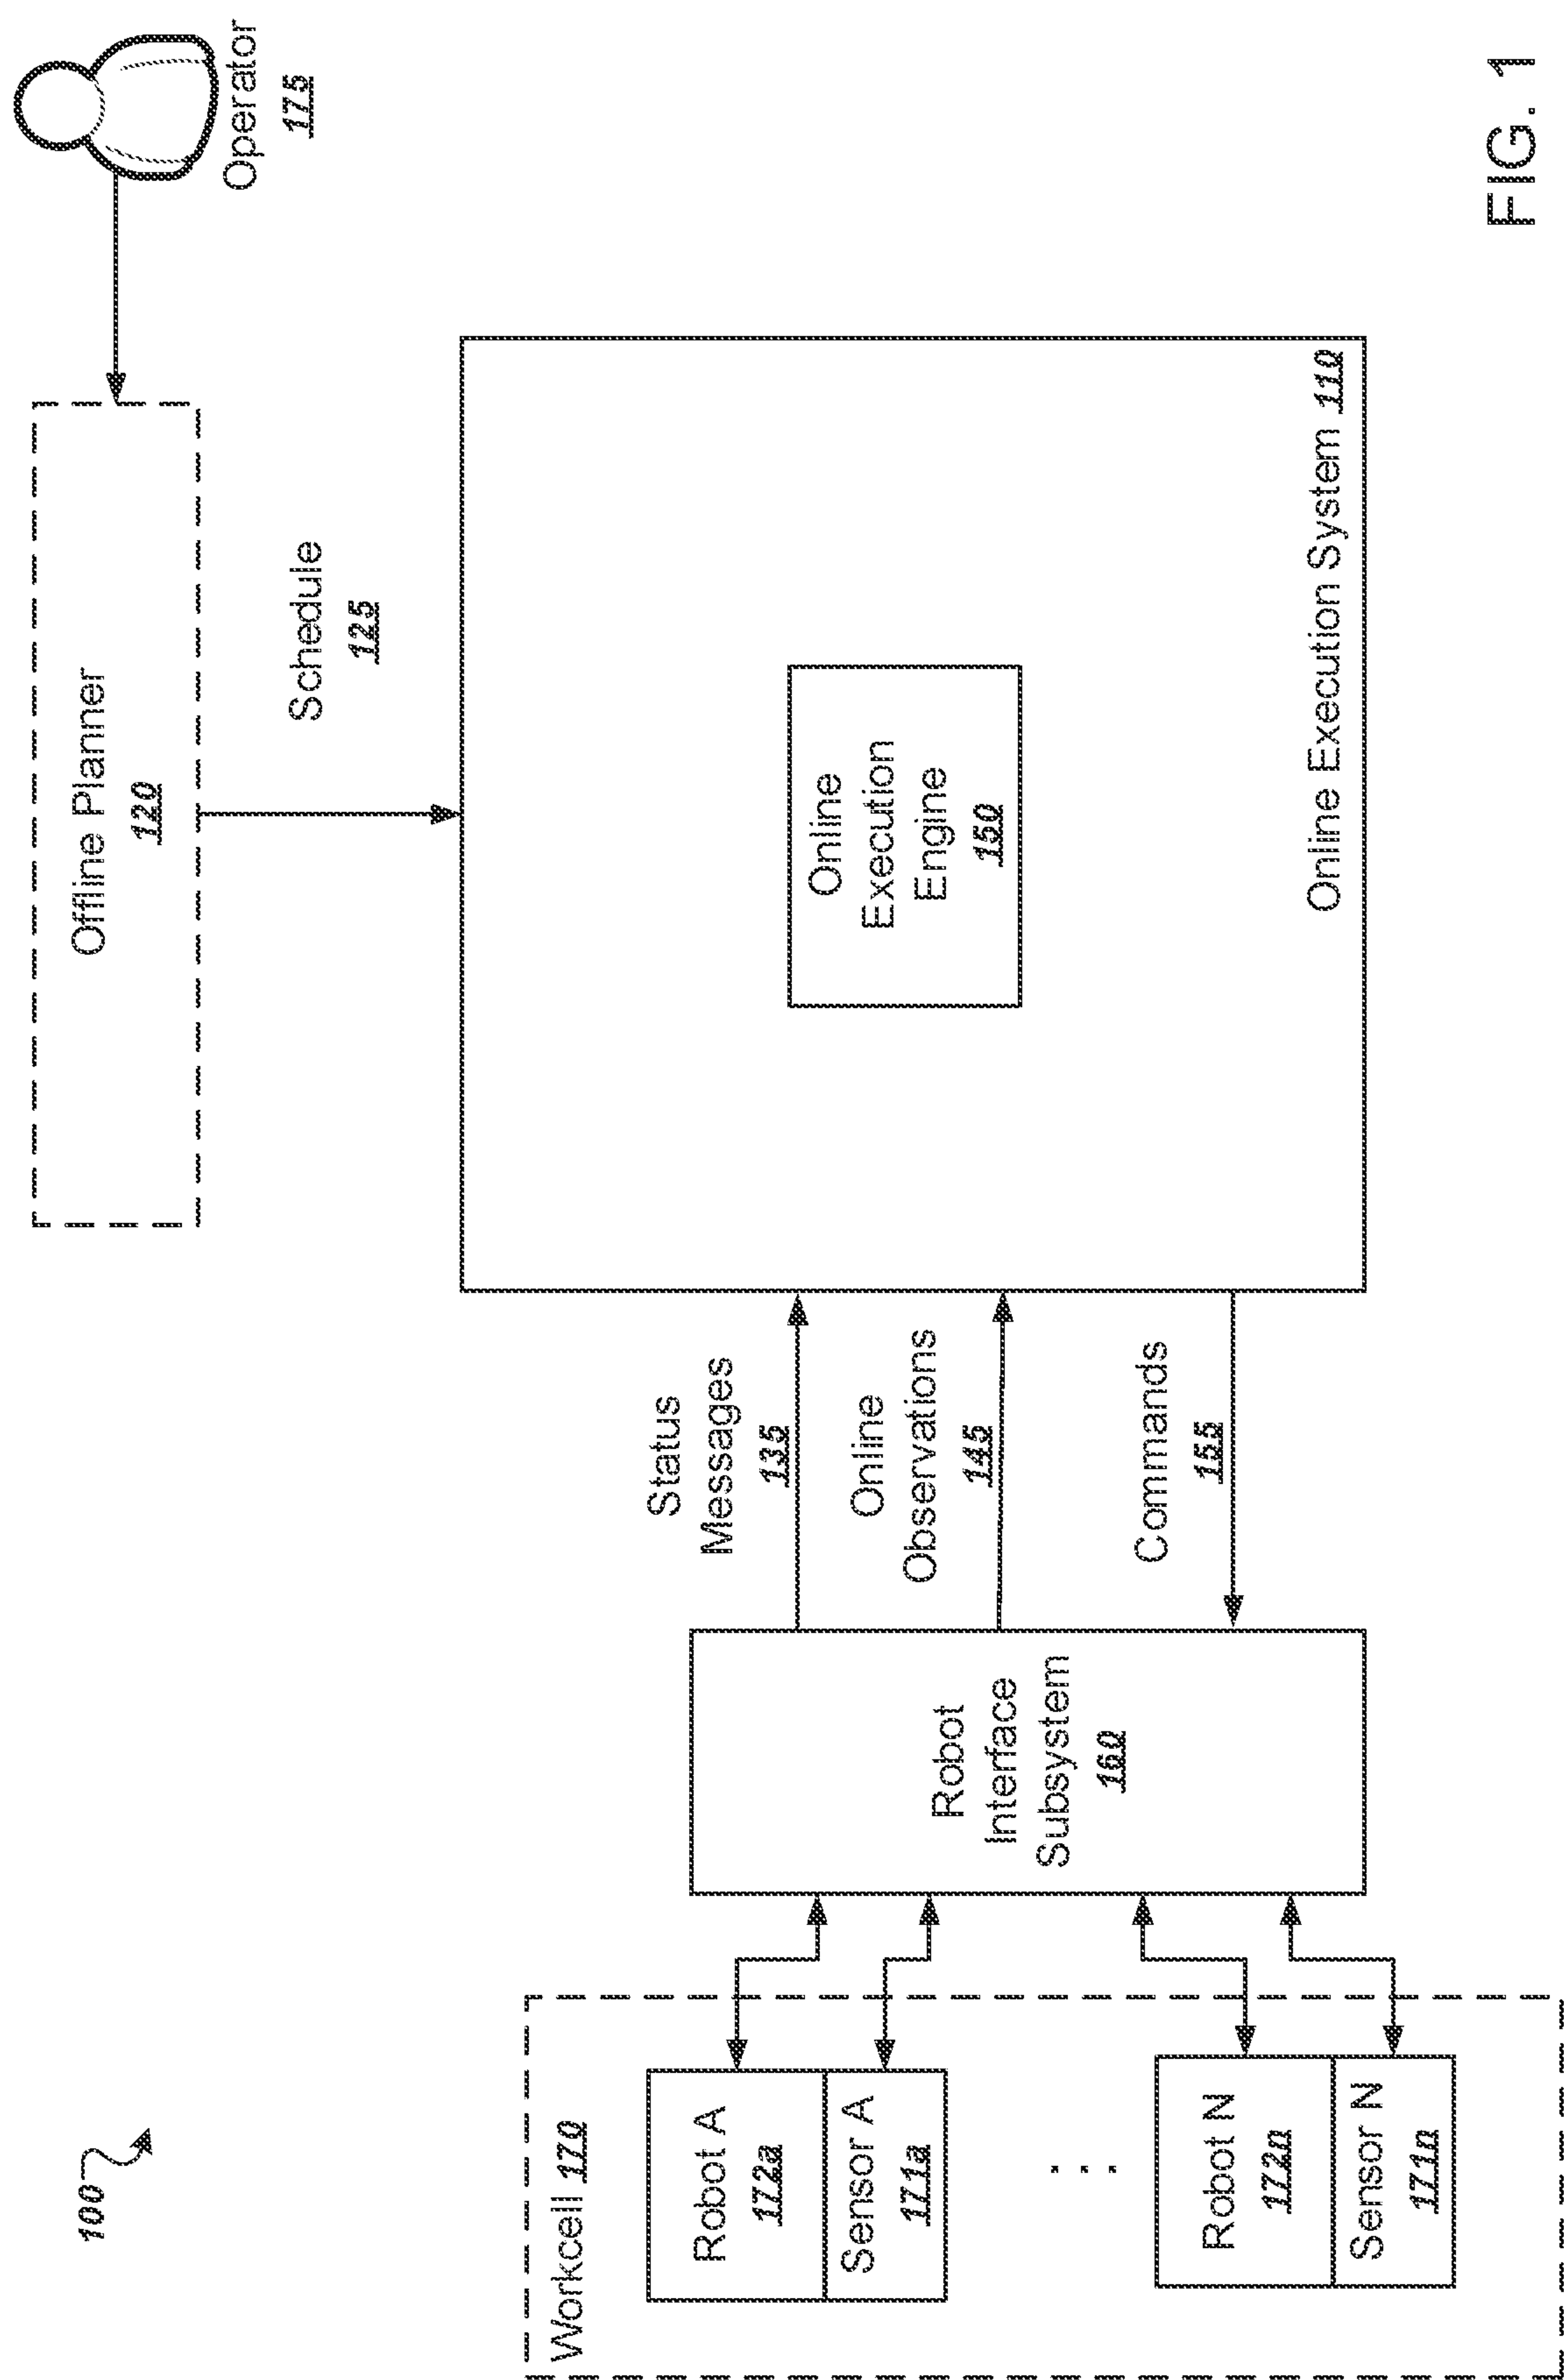 100
Offline Planner
120
Operator
175
Schedule
125
Workcell 170
Robot A
172a
Sensor A
171a
. . .
Robot N
172n
Sensor N
171n
Robot
Interface
Subsystem
160
Status
Messages
135
Online
Observations
145
Commands
155
Online
Execution
Engine
150
Online Execution System 110
FIG. 1